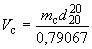 V_c = m_c d_{20}^{20} / 0,79067